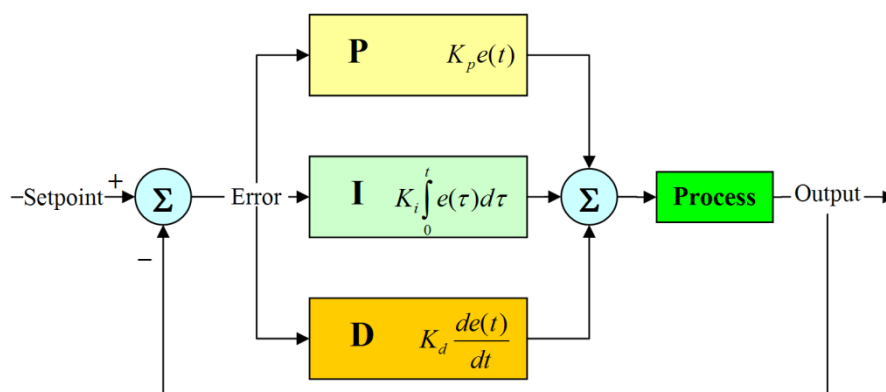 P K_p e(t)
–Setpoint + Σ Error I K_i ∫_0^t e(τ)dτ Σ Process Output
–
D K_d de(t)/dt